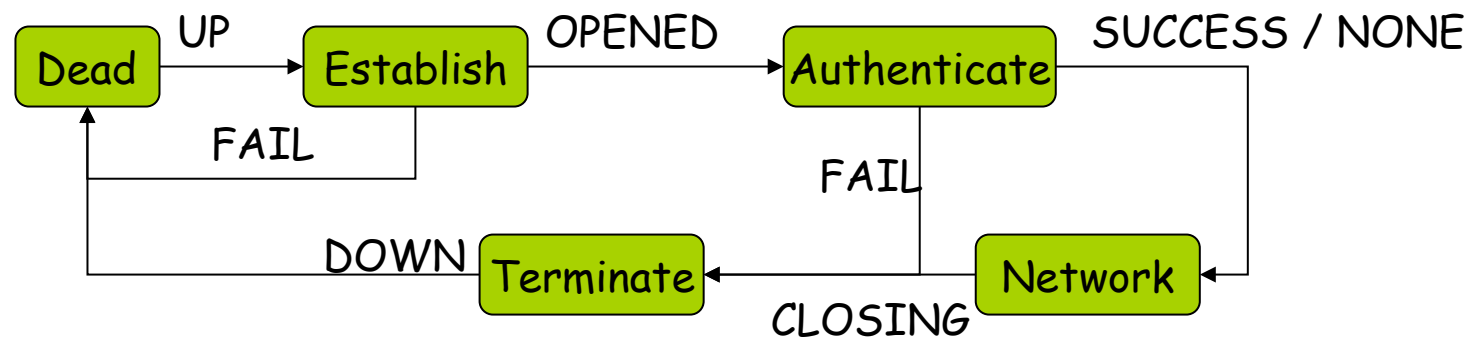 UP
OPENED
SUCCESS / NONE
Dead
Establish
Authenticate
FAIL
FAIL
DOWN
Terminate
Network
CLOSING